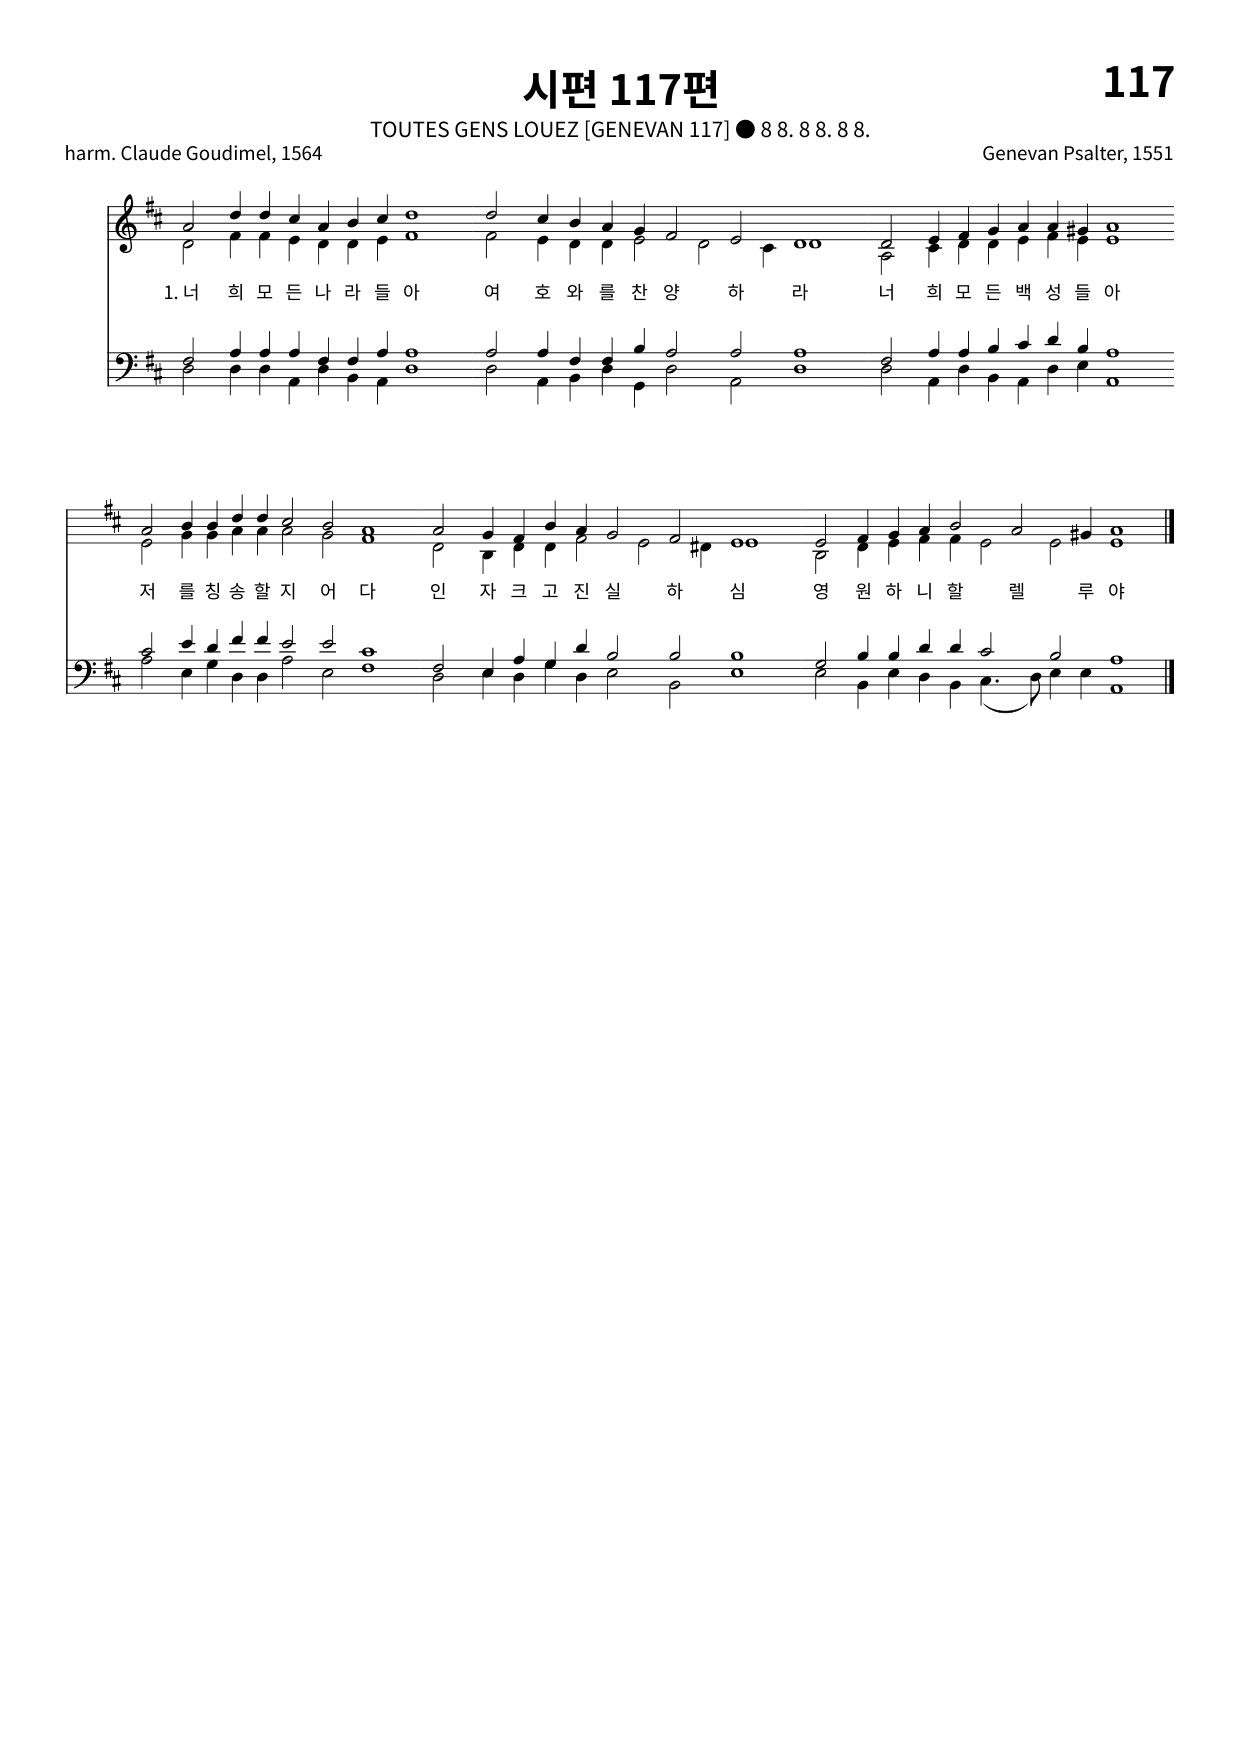 117
시편 117편
TOUTES GENS LOUEZ [GENEVAN 117] ● 8 8. 8 8. 8 8.
harm. Claude Goudimel, 1564
Genevan Psalter, 1551
1. 너 희 모 든 나 라 들 아 여 호 와 를 찬 양 하 라 너 희 모 든 백 성 들 아
저 를 칭 송 할 지 어 다 인 자 크 고 진 실 하 심 영 원 하 니 할 렐 루 야